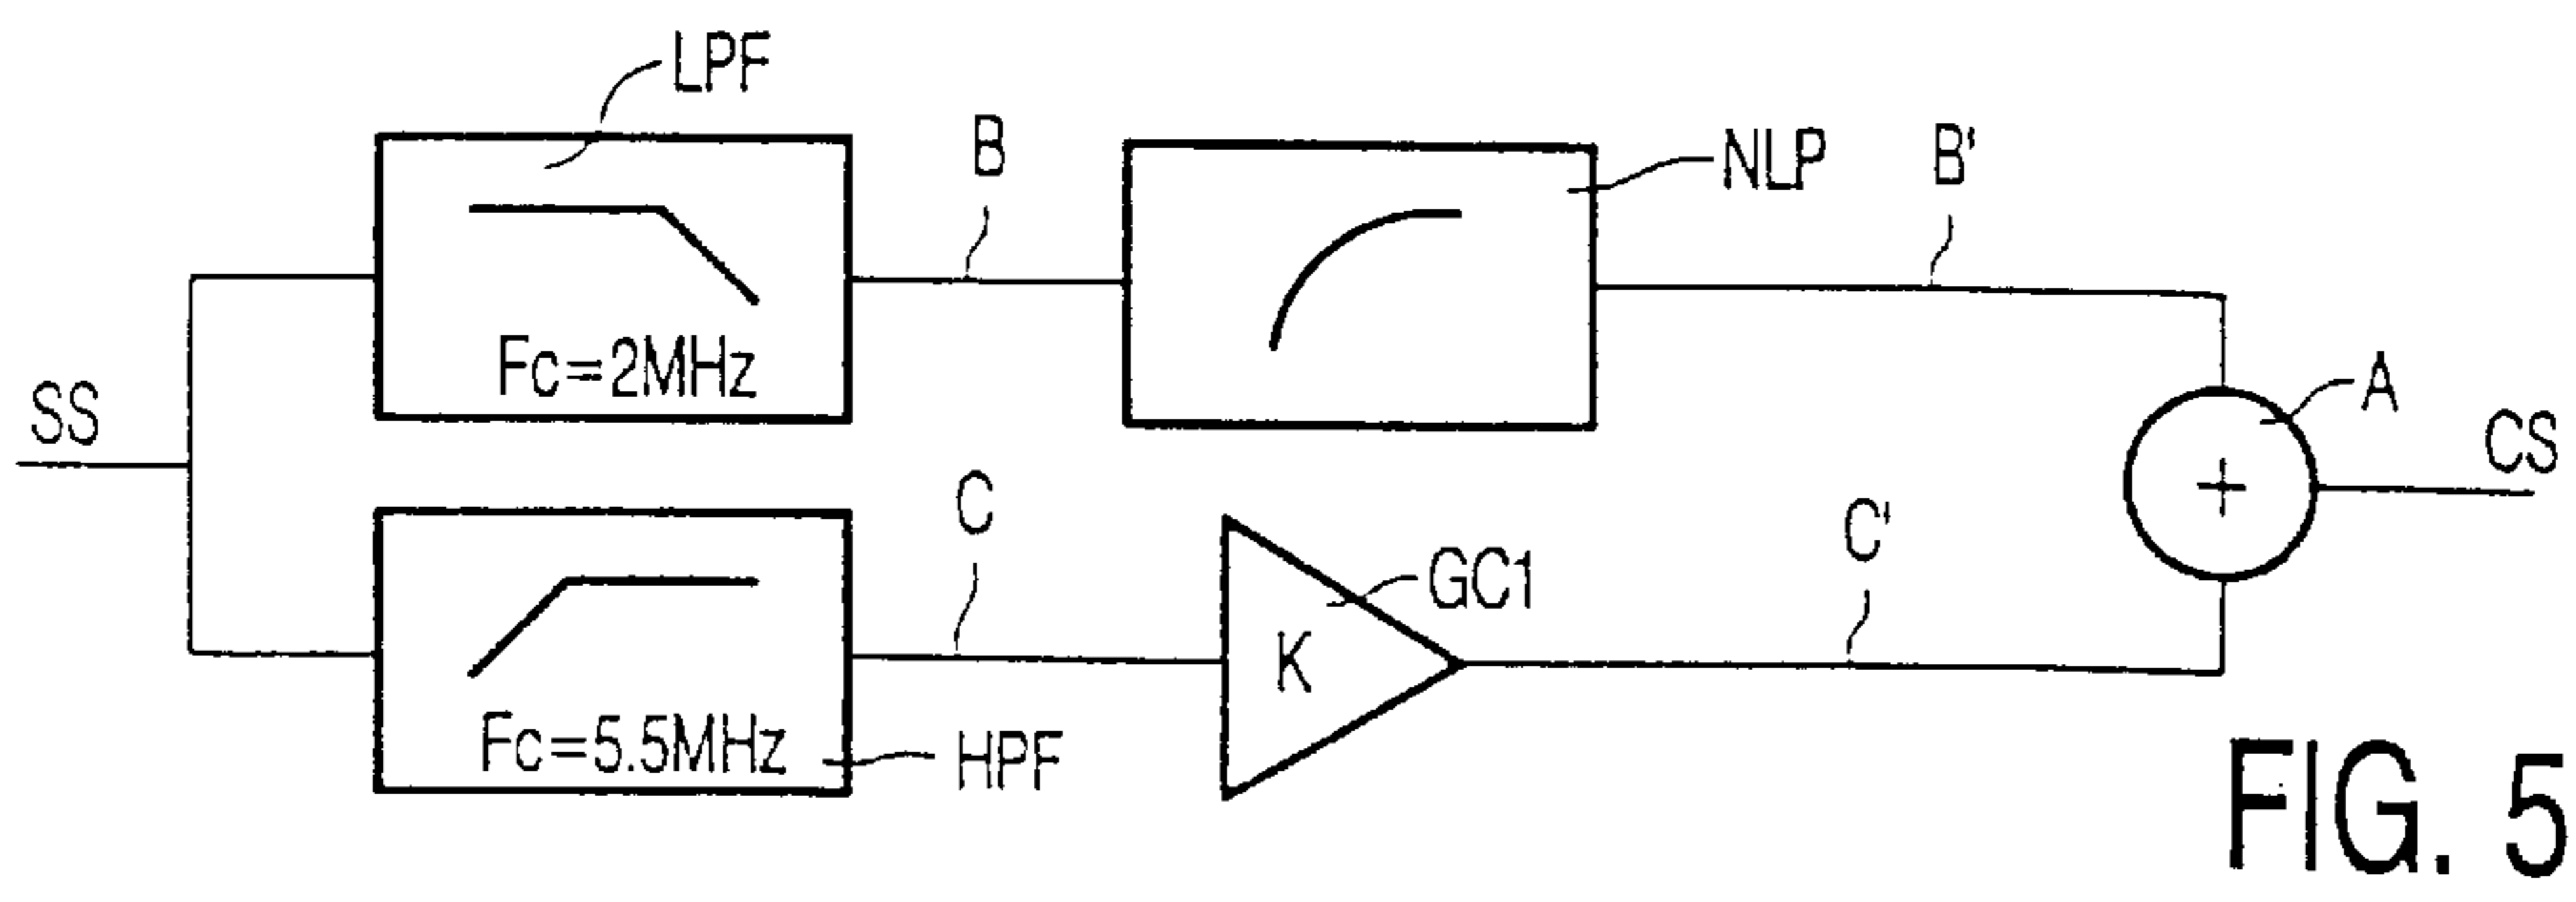 LPF
B
NLP
B'
Fc=2MHz
SS
A
CS
C
C'
GC1
K
+
Fc=5.5MHz
HPF
FIG. 5